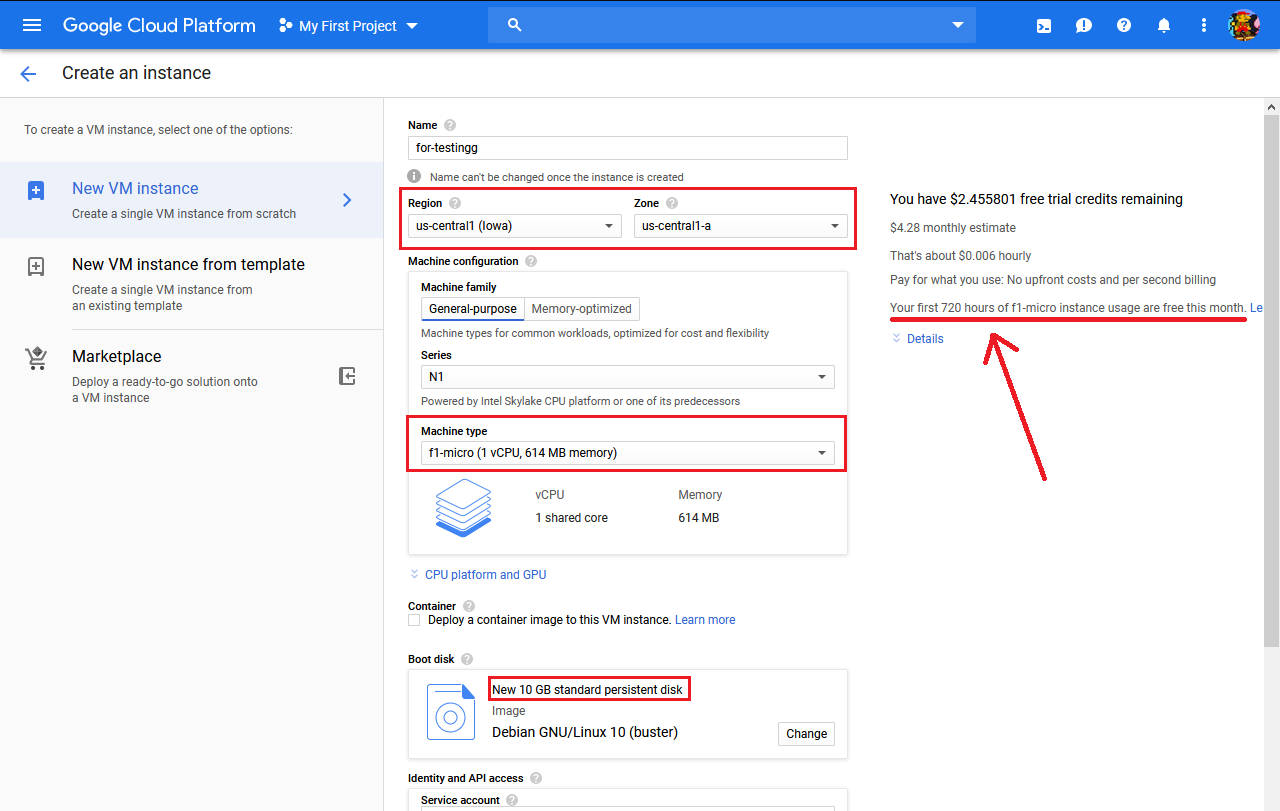 Google Cloud Platform My First Project
Create an instance
To create a VM instance, select one of the options:
New VM instance
Create a single VM instance from scratch
New VM instance from template
Create a single VM instance from
an existing template
Marketplace
Deploy a ready-to-go solution onto
a VM instance
Name
for-testingg
Name can't be changed once the instance is created
Region Zone
us-central1 (Iowa) us-central1-a
Machine configuration
Machine family
General-purpose Memory-optimized
Machine types for common workloads, optimized for cost and flexibility
Series
N1
Powered by Intel Skylake CPU platform or one of its predecessors
Machine type
f1-micro (1 vCPU, 614 MB memory)
vCPU Memory
1 shared core 614 MB
CPU platform and GPU
Container
Deploy a container image to this VM instance. Learn more
Boot disk
New 10 GB standard persistent disk
Image
Debian GNU/Linux 10 (buster)
Change
Identity and API access
Service account
You have $2.455801 free trial credits remaining
$4.28 monthly estimate
That's about $0.006 hourly
Pay for what you use: No upfront costs and per second billing
Your first 720 hours of f1-micro instance usage are free this month. Le
Details